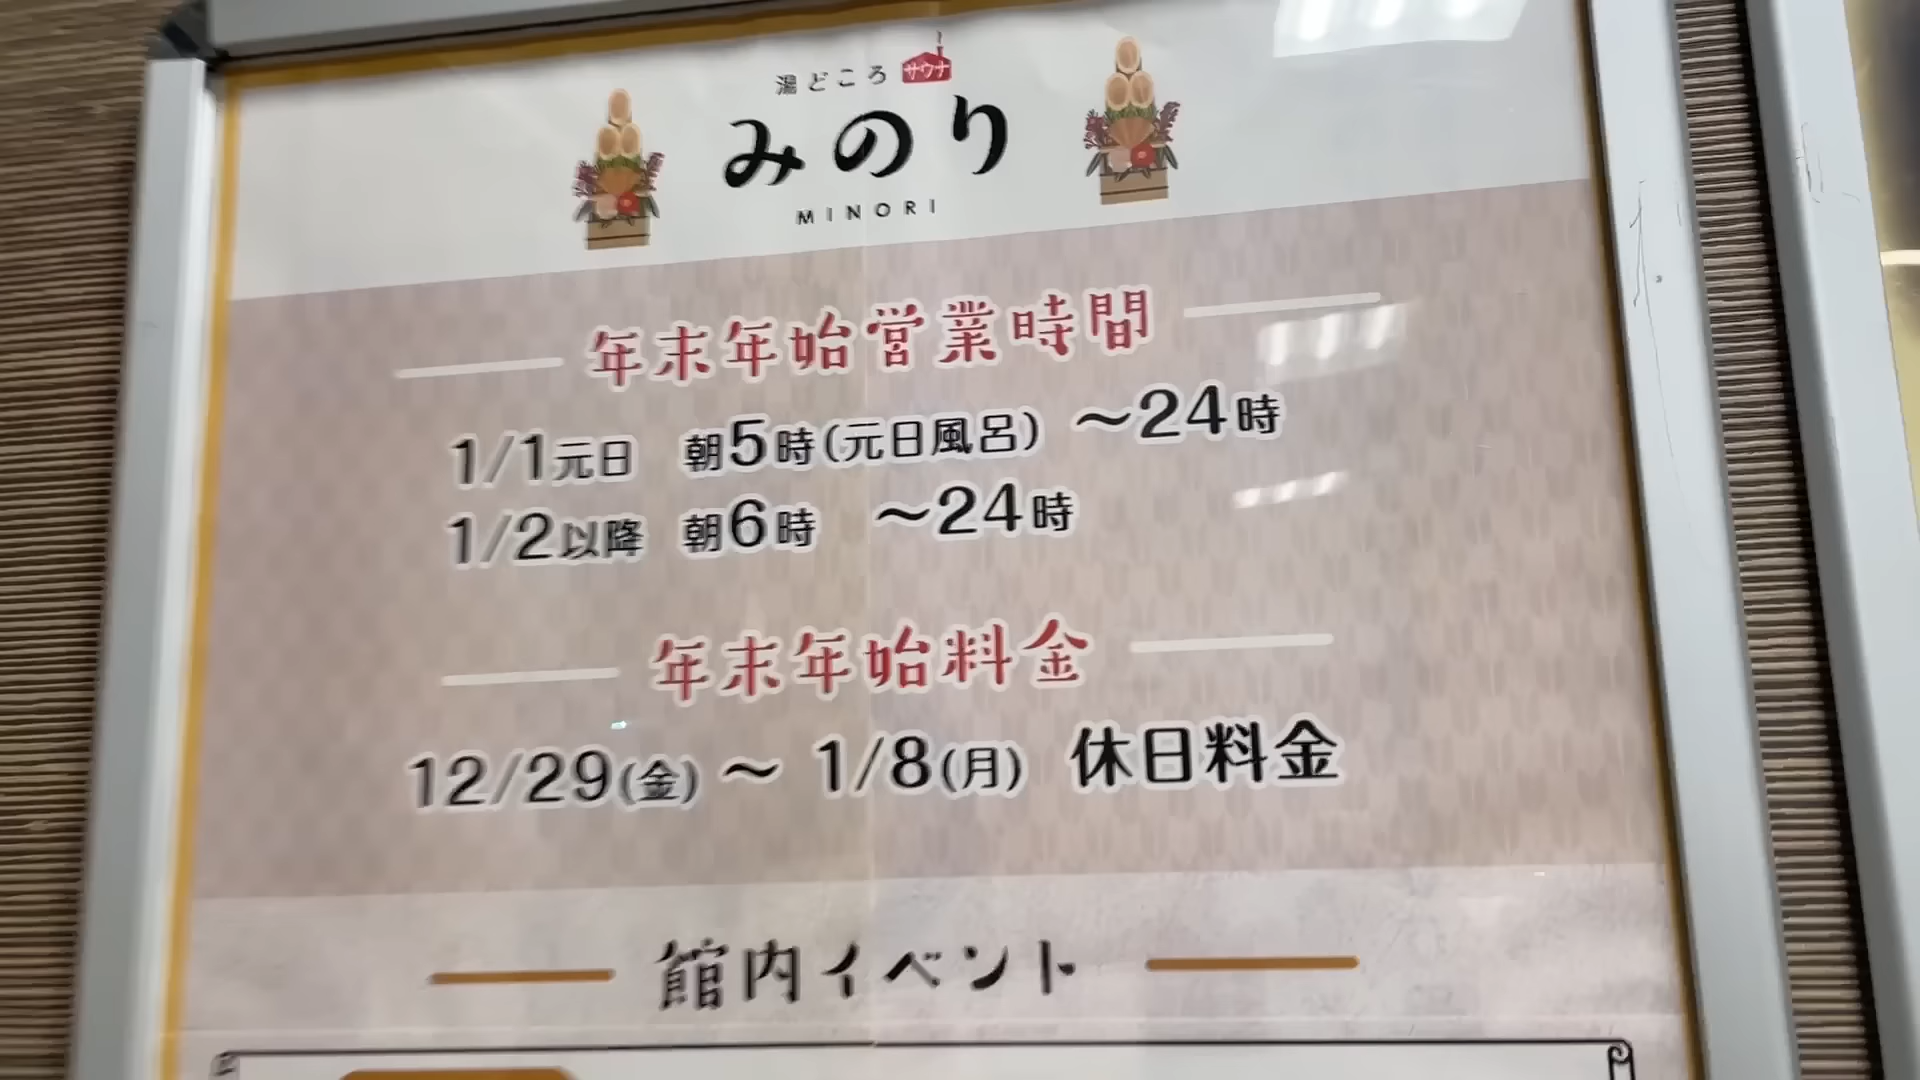 湯どころ サウナ
みのり
MINORI
年末年始営業時間
1/1元日 朝5時(元日風呂) ～24時
1/2以降 朝6時 ～24時
年末年始料金
12/29(金) ～ 1/8(月) 休日料金
館内イベント